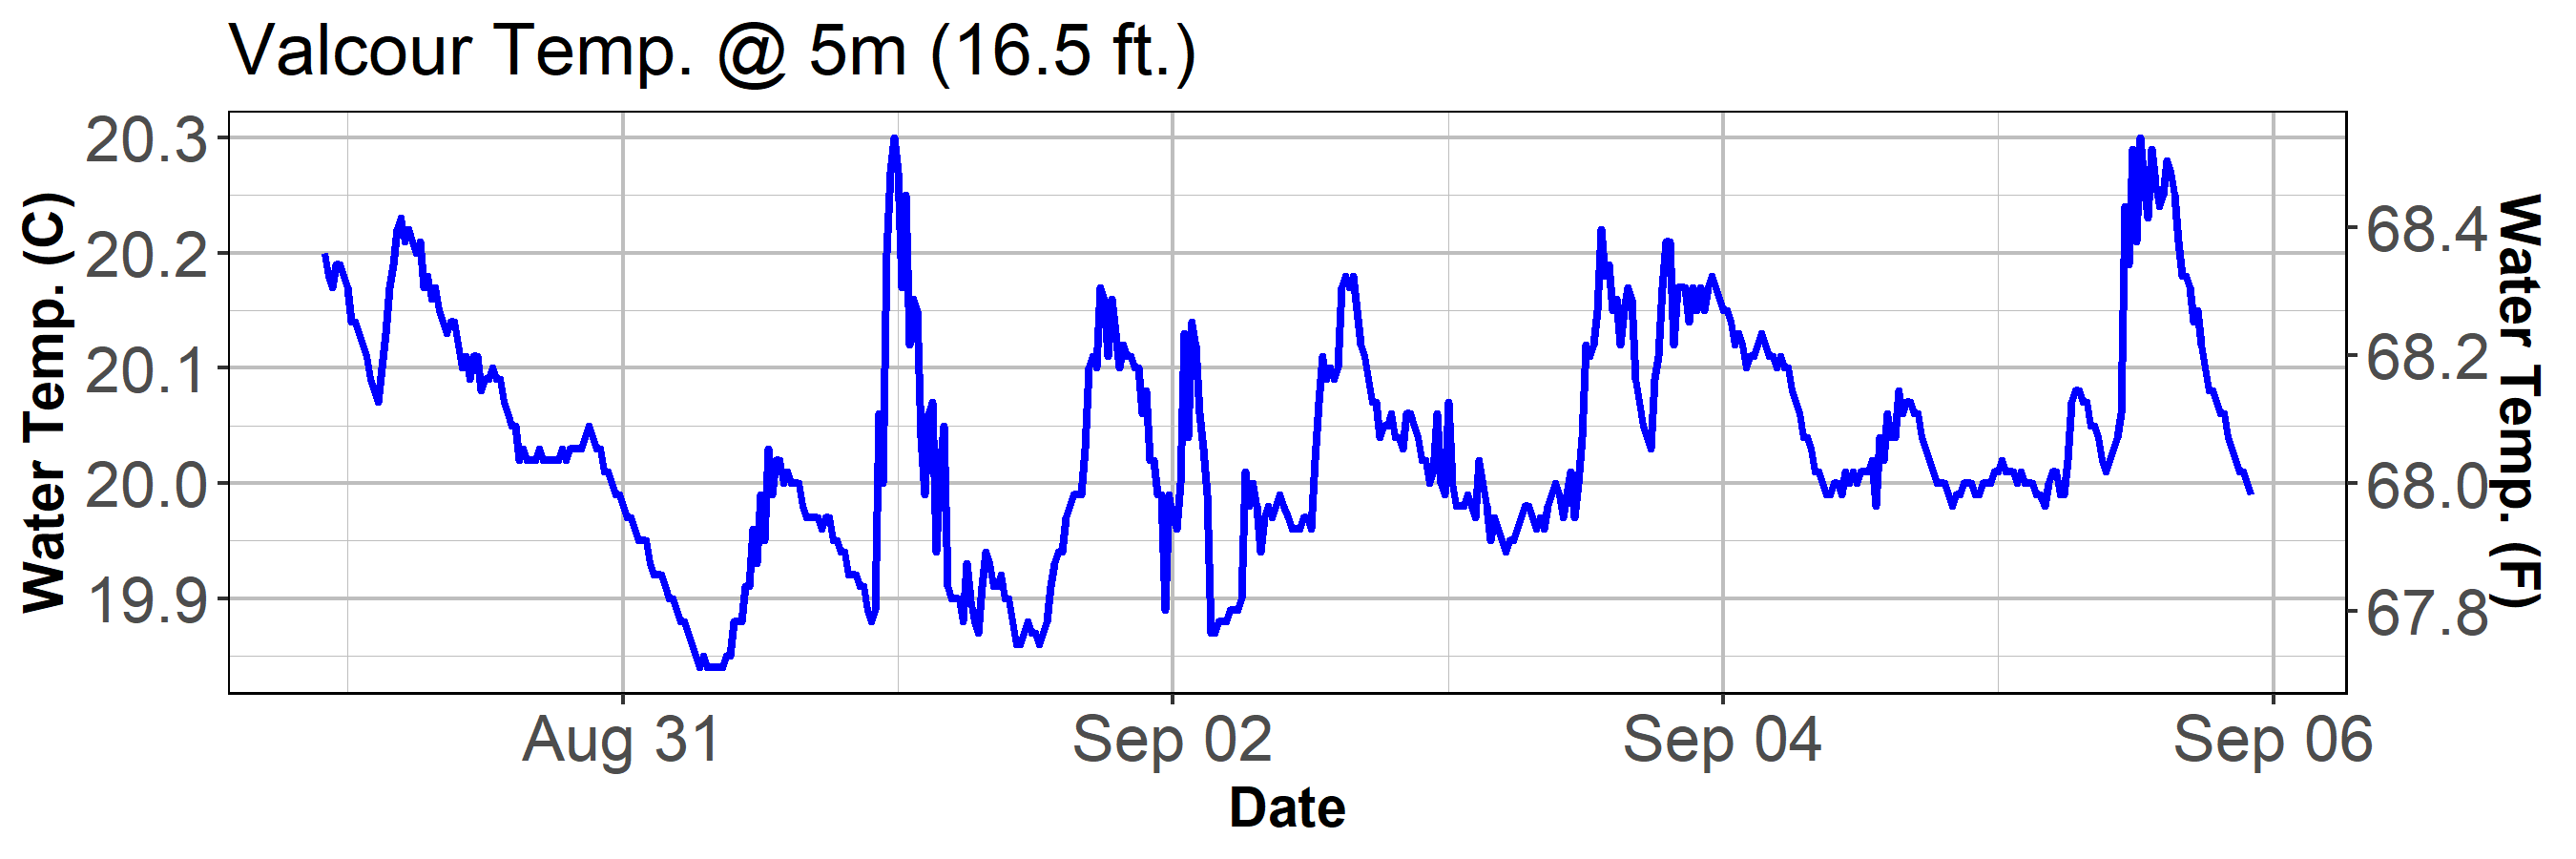 Valcour Temp. @ 5m (16.5 ft.)
Water Temp. (C)
20.3
20.2
20.1
20.0
19.9
68.4
68.2
68.0
67.8
Water Temp. (F)
Aug 31
Sep 02
Sep 04
Sep 06
Date